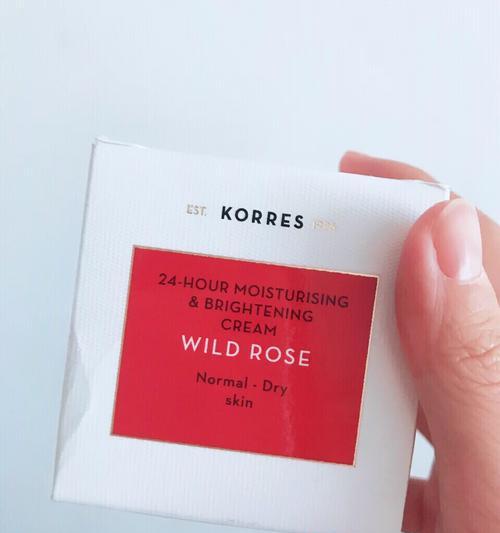 EST. KORRES 1996
24-HOUR MOISTURISING
& BRIGHTENING
CREAM
WILD ROSE
Normal - Dry
skin